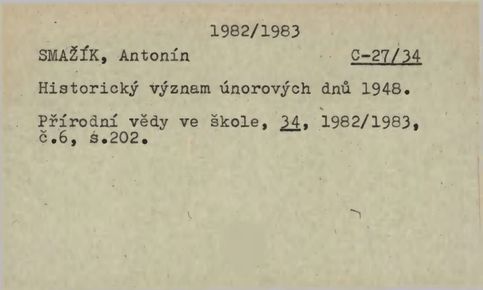 1982/1983
SMAŽÍK, Antonín C-27/34
Historický význam únorových dnů 1948.
Přírodní vědy ve škole, 34, 1982/1983,
č.6, s.202.